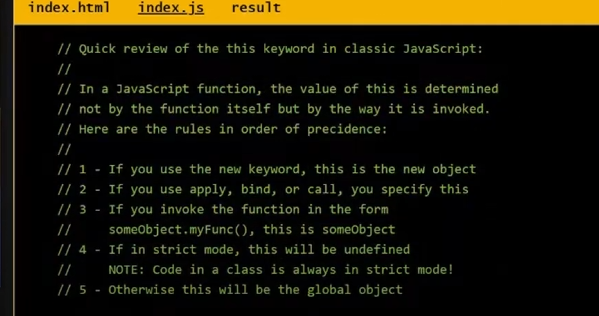 index.html index.js result
// Quick review of the this keyword in classic JavaScript:
//
// In a JavaScript function, the value of this is determined
// not by the function itself but by the way it is invoked.
// Here are the rules in order of precidence:
//
// 1 - If you use the new keyword, this is the new object
// 2 - If you use apply, bind, or call, you specify this
// 3 - If you invoke the function in the form
// someObject.myFunc(), this is someObject
// 4 - If in strict mode, this will be undefined
// NOTE: Code in a class is always in strict mode!
// 5 - Otherwise this will be the global object